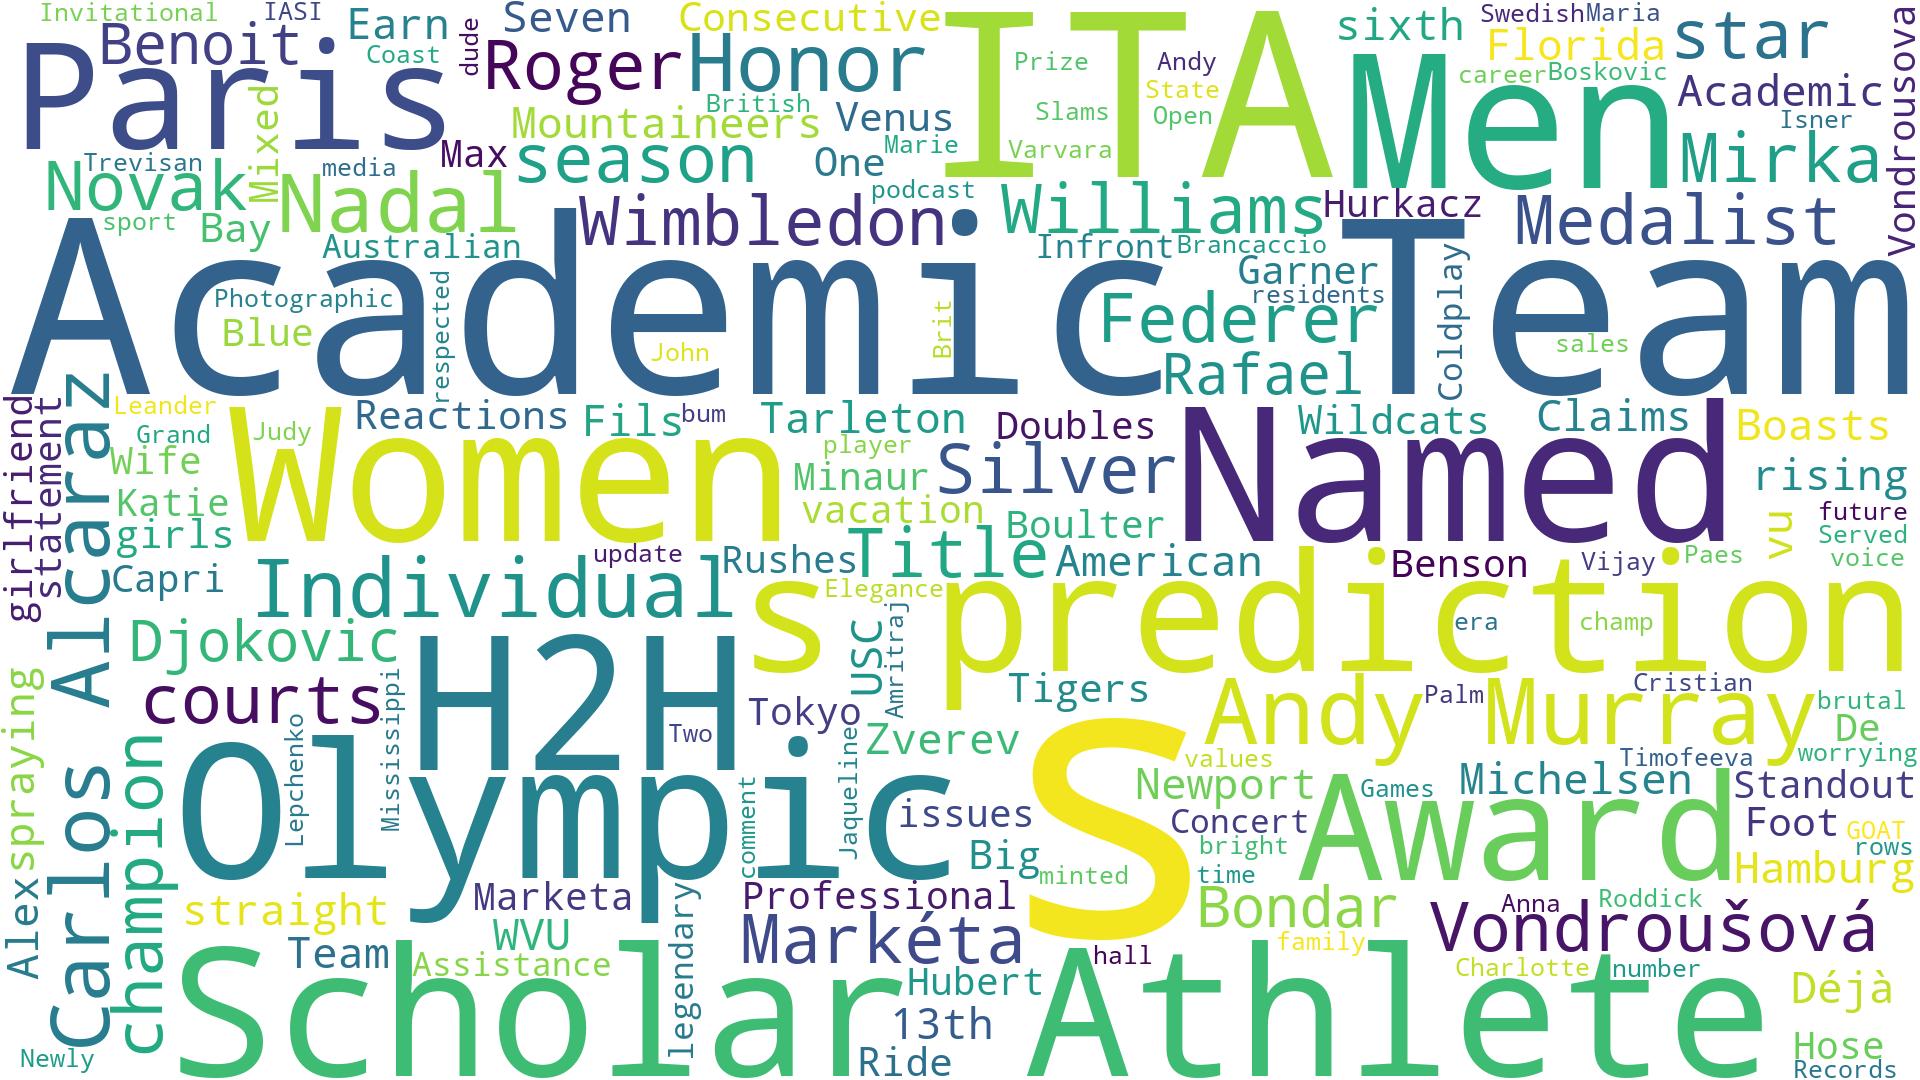 Invitational
IASI
Earn
Seven
Consecutive
ITA
sixth
Swedish
Maria
star
Vondrousova
Benoit
Coast
dude
Roger
Honor
Prize
Andy
Men
Florida
career
Boskovic
Academic
Paris
Mixed
British
State
Slams
Open
Isner
Mountaineers
Venus
Trevisan
media
Max
season
One
Marie
Varvara
Mirka
Novak
Nadal
podcast
Williams
Hurkacz
Medalist
sport
Bay
Wimbledon
Australian
Infront
Brancaccio
Garner
residents
Academic Team
Photographic
respected
Blue
John
Brit
Federer
Coldplay
sales
Rafael
Leander
Reactions
Fils
bum
Tarleton
Doubles
Wildcats
Claims
Boasts
girlfriend
statement
Carlos Alcaraz
Grand
Judy
Women
player
Silver
Named
Wife
Minaur
rising
Katie
vacation
Boulter
vu
future
girls
Title
Served
update
Rushes
American
Benson
Vijay
Paes
voice
Capri
Individual
Elegance
s prediction
Djokovic
H2H
USC
Amritraj
era
champ
spraying
courts
Mississippi
Tigers
Palm
Cristian
brutal
Lepchenko
Two
Tokyo
Andy Murray
De
champion
Olympic
Jaqueline
Zverev
S
values
Timofeeva
worrying
comment
Newport
Games
Michelsen
Standout
issues
Concert
Award
Foot
GOAT
Big
bright
rows
minted
time
Hamburg
Alex
straight
Marketa
legendary
Professional
Bondar
Anna
Roddick
WVU
Markéta
Vondroušová
Team
Assistance
hall
family
Charlotte
number
Scholar Athlete
Hubert
Déjà
13th
Newly
Ride
Hose
Records